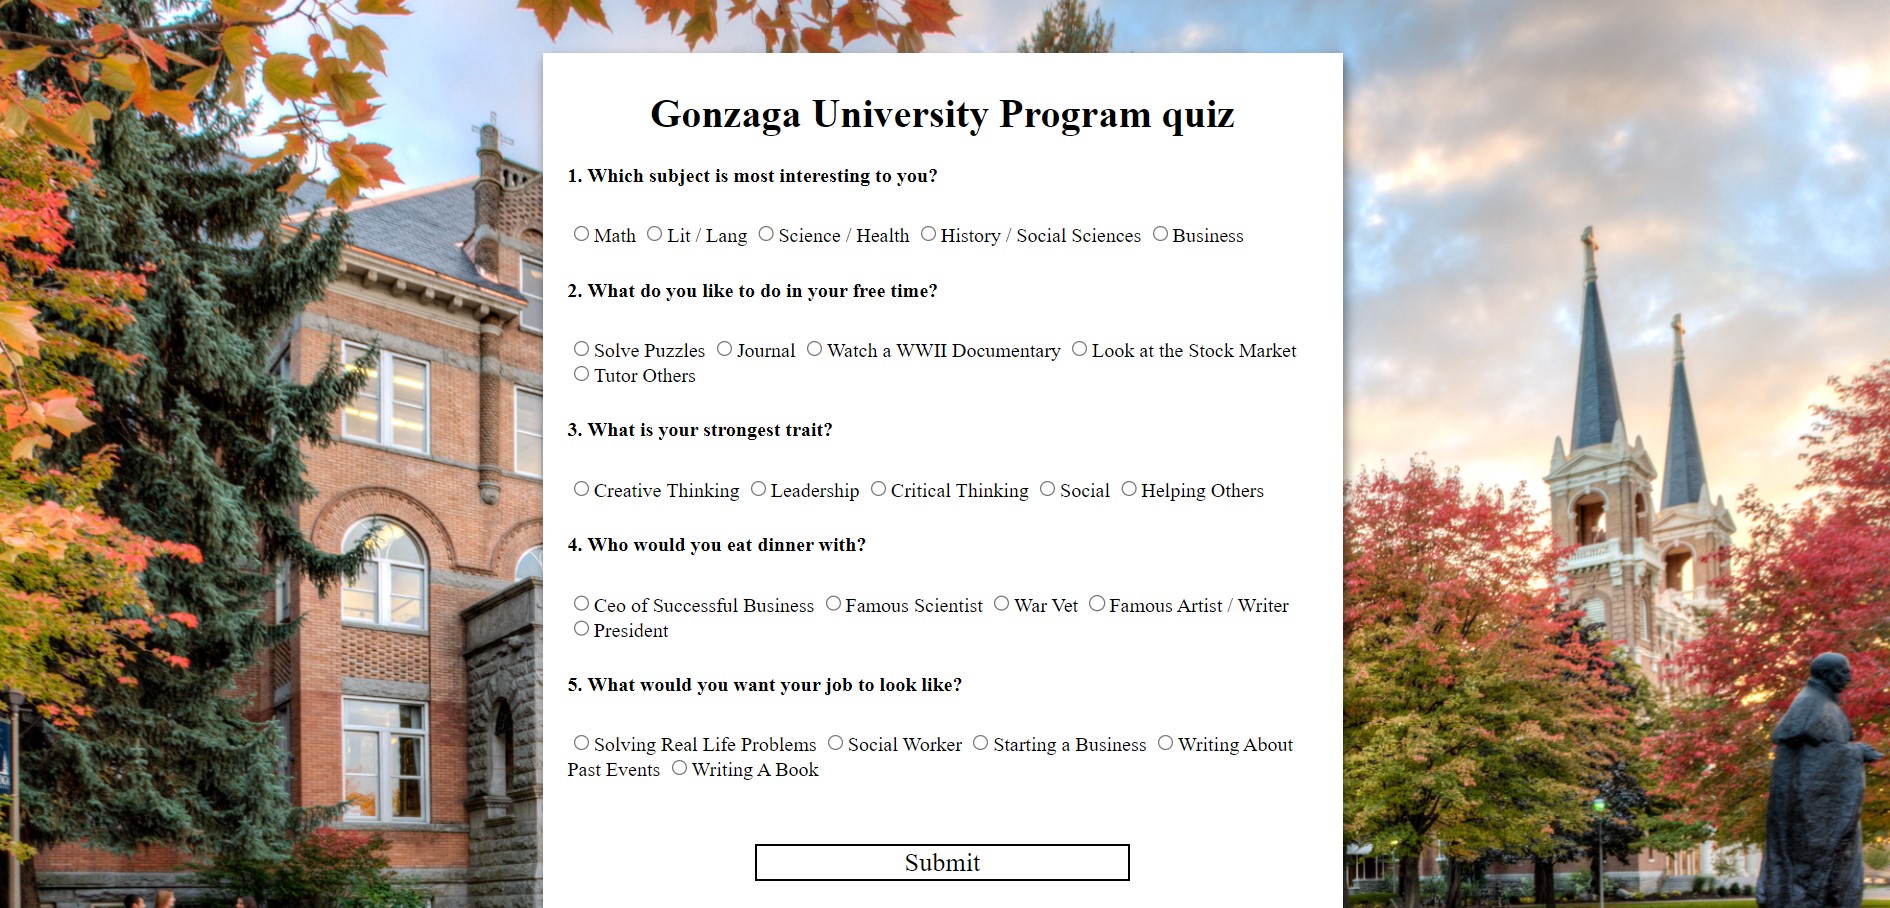 Gonzaga University Program quiz
1. Which subject is most interesting to you?
Math Lit / Lang Science / Health History / Social Sciences Business
2. What do you like to do in your free time?
Solve Puzzles Journal Watch a WWII Documentary Look at the Stock Market
Tutor Others
3. What is your strongest trait?
Creative Thinking Leadership Critical Thinking Social Helping Others
4. Who would you eat dinner with?
Ceo of Successful Business Famous Scientist War Vet Famous Artist / Writer
President
5. What would you want your job to look like?
Solving Real Life Problems Social Worker Starting a Business Writing About
Past Events Writing A Book
Submit